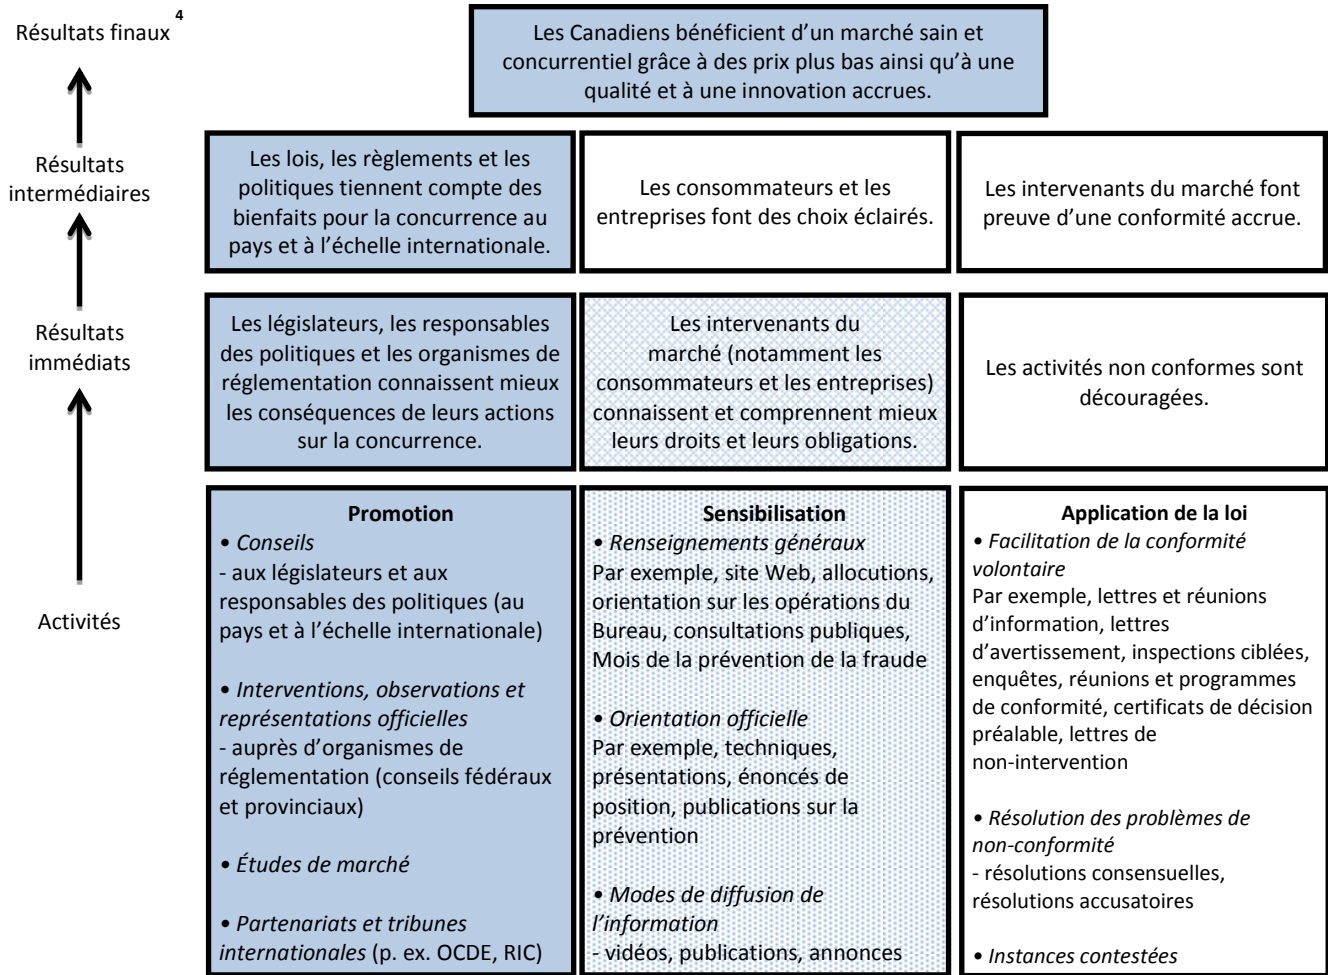 Résultats finaux 4
Les Canadiens bénéficient d’un marché sain et
concurrentiel grâce à des prix plus bas ainsi qu’à une
qualité et à une innovation accrues.
Résultats
intermédiaires
Les lois, les règlements et les
politiques tiennent compte des
bienfaits pour la concurrence au
pays et à l’échelle internationale.
Les consommateurs et les
entreprises font des choix éclairés.
Les intervenants du marché font
preuve d’une conformité accrue.
Résultats
immédiats
Les législateurs, les responsables
des politiques et les organismes de
réglementation connaissent mieux
les conséquences de leurs actions
sur la concurrence.
Les intervenants du
marché (notamment les
consommateurs et les entreprises)
connaissent et comprennent mieux
leurs droits et leurs obligations.
Les activités non conformes sont
découragées.
Activités
Promotion
• Conseils
- aux législateurs et aux
responsables des politiques (au
pays et à l’échelle internationale)
• Interventions, observations et
représentations officielles
- auprès d’organismes de
réglementation (conseils fédéraux
et provinciaux)
• Études de marché
• Partenariats et tribunes
internationales (p. ex. OCDE, RIC)
Sensibilisation
• Renseignements généraux
Par exemple, site Web, allocutions,
orientation sur les opérations du
Bureau, consultations publiques,
Mois de la prévention de la fraude
• Orientation officielle
Par exemple, techniques,
présentations, énoncés de
position, publications sur la
prévention
• Modes de diffusion de
l’information
- vidéos, publications, annonces
Application de la loi
• Facilitation de la conformité
volontaire
Par exemple, lettres et réunions
d’information, lettres
d’avertissement, inspections ciblées,
enquêtes, réunions et programmes
de conformité, certificats de décision
préalable, lettres de
non-intervention
• Résolution des problèmes de
non-conformité
- résolutions consensuelles,
résolutions accusatoires
• Instances contestées